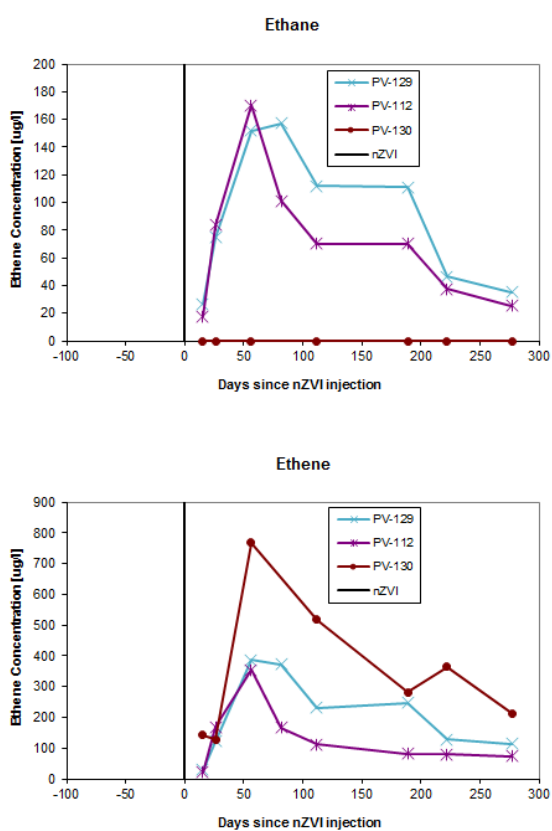 Ethane
Ethene Concentration [ug/l]
200
180
160
140
120
100
80
60
40
20
0
-100 -50 0 50 100 150 200 250 300
Days since nZVI injection
PV-129
PV-112
PV-130
nZVI
Ethene
Ethene Concentration [ug/l]
900
800
700
600
500
400
300
200
100
0
-100 -50 0 50 100 150 200 250 300
Days since nZVI injection
PV-129
PV-112
PV-130
nZVI